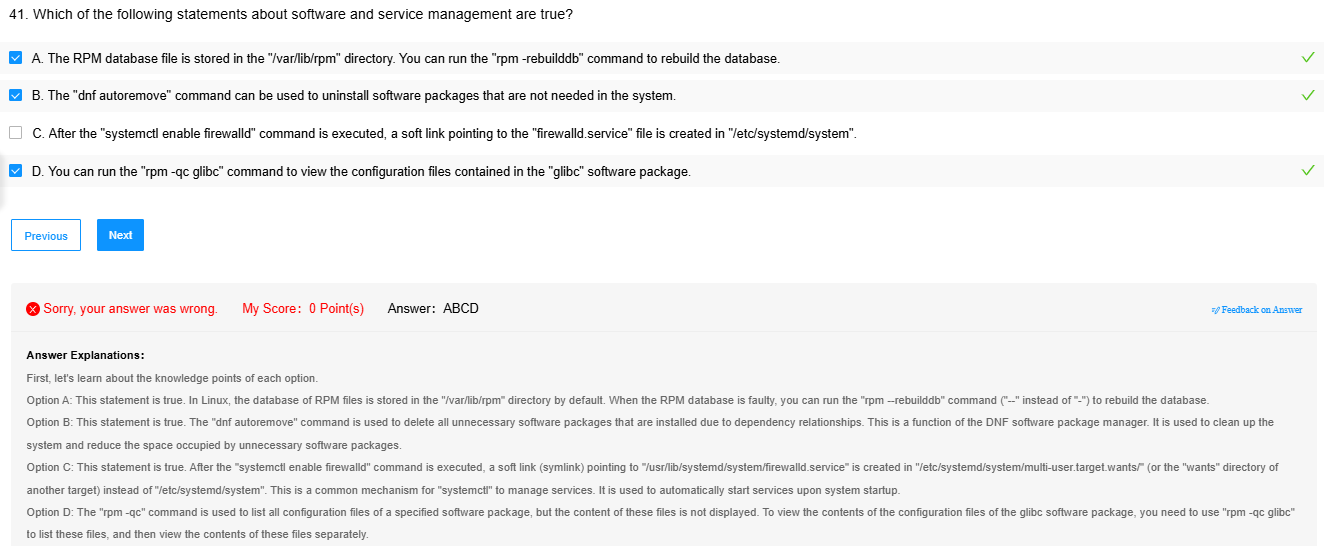 41. Which of the following statements about software and service management are true?
A. The RPM database file is stored in the "/var/lib/rpm" directory. You can run the "rpm -rebuilddb" command to rebuild the database.
B. The "dnf autoremove" command can be used to uninstall software packages that are not needed in the system.
C. After the "systemctl enable firewalld" command is executed, a soft link pointing to the "firewalld.service" file is created in "/etc/systemd/system".
D. You can run the "rpm -qc glibc" command to view the configuration files contained in the "glibc" software package.
Previous Next
Sorry, your answer was wrong. My Score: 0 Point(s) Answer: ABCD Feedback on Answer
Answer Explanations:
First, let's learn about the knowledge points of each option.
Option A: This statement is true. In Linux, the database of RPM files is stored in the "/var/lib/rpm" directory by default. When the RPM database is faulty, you can run the "rpm --rebuilddb" command ("--" instead of "-") to rebuild the database.
Option B: This statement is true. The "dnf autoremove" command is used to delete all unnecessary software packages that are installed due to dependency relationships. This is a function of the DNF software package manager. It is used to clean up the
system and reduce the space occupied by unnecessary software packages.
Option C: This statement is true. After the "systemctl enable firewalld" command is executed, a soft link (symlink) pointing to "/usr/lib/systemd/system/firewalld.service" is created in "/etc/systemd/system/multi-user.target.wants/" (or the "wants" directory of
another target) instead of "/etc/systemd/system". This is a common mechanism for "systemctl" to manage services. It is used to automatically start services upon system startup.
Option D: The "rpm -qc" command is used to list all configuration files of a specified software package, but the content of these files is not displayed. To view the contents of the configuration files of the glibc software package, you need to use "rpm -qc glibc"
to list these files, and then view the contents of these files separately.